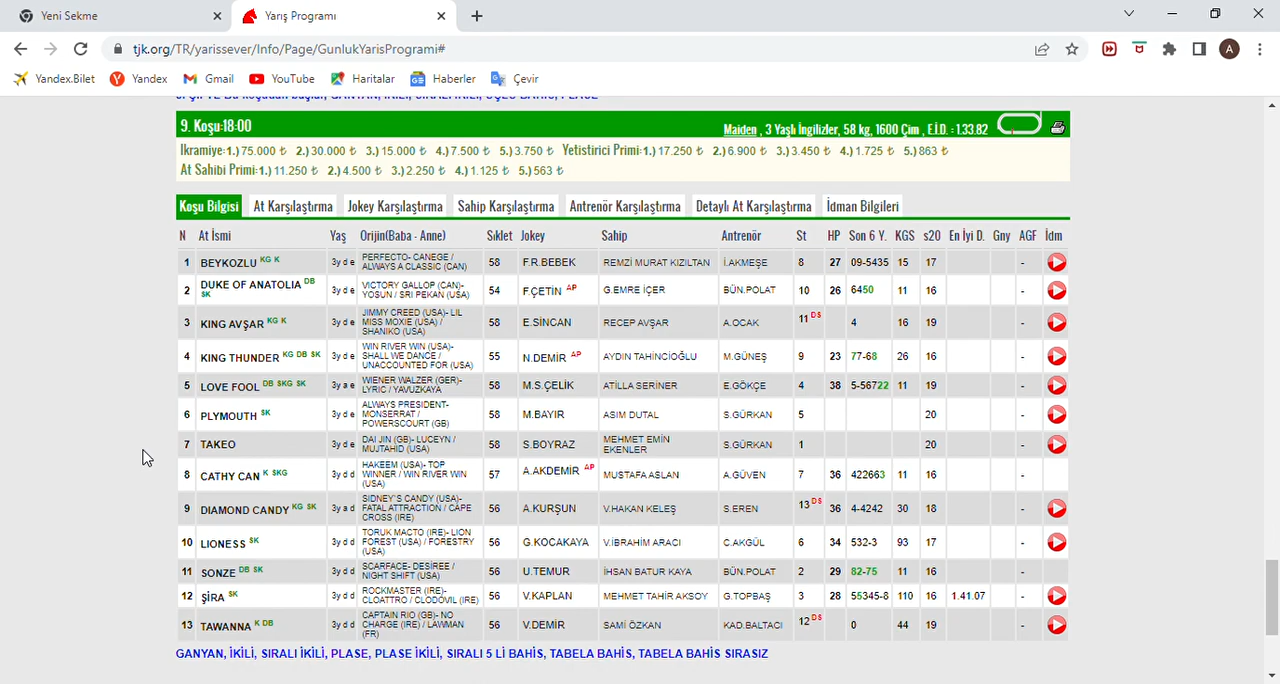 Yeni Sekme
Yarış Programı
tjk.org/TR/yarissever/Info/Page/GunlukYarisProgrami#
A
Yandex.Bilet Yandex Gmail YouTube Haritalar Haberler Çevir
9. Koşu:18:00
Maiden , 3 Yaşlı İngilizler, 58 kg, 1600 Çim , E.İ.D. : 1.33.82
Ikramiye:1.) 75.000 ₺ 2.) 30.000 ₺ 3.) 15.000 ₺ 4.) 7.500 ₺ 5.) 3.750 ₺ Yetistirici Primi:1.) 17.250 ₺ 2.) 6.900 ₺ 3.) 3.450 ₺ 4.) 1.725 ₺ 5.) 863 ₺
At Sahibi Primi:1.) 11.250 ₺ 2.) 4.500 ₺ 3.) 2.250 ₺ 4.) 1.125 ₺ 5.) 563 ₺
Koşu Bilgisi At Karşılaştırma Jokey Karşılaştırma Sahip Karşılaştırma Antrenör Karşılaştırma Detaylı At Karşılaştırma İdman Bilgileri
N At İsmi Yaş Orijin(Baba - Anne) Sıklet Jokey Sahip Antrenör St HP Son 6 Y. KGS s20 En İyi D. Gny AGF İdm
1 BEYKOZLU KG K 3y d e PERFECTO- CANEGE / ALWAYS A CLASSIC (CAN) 58 F.R.BEBEK REMZİ MURAT KIZILTAN İ.AKMEŞE 8 27 09-5435 15 17 -
2 DUKE OF ANATOLIA DB SK 3y d e VICTORY GALLOP (CAN)- YOSUN / SRI PEKAN (USA) 54 F.ÇETİN AP G.EMRE İÇER BÜN.POLAT 10 26 6450 11 16 -
3 KING AVŞAR KG K 3y d e JIMMY CREED (USA)- LIL MISS MOXIE (USA) / SHANIKO (USA) 58 E.SİNCAN RECEP AVŞAR A.OCAK 11 DS 4 16 19 -
4 KING THUNDER KG DB SK 3y d e WIN RIVER WIN (USA)- SHALL WE DANCE / UNACCOUNTED FOR (USA) 55 N.DEMİR AP AYDIN TAHİNCİOĞLU M.GÜNEŞ 9 23 77-68 26 16 -
5 LOVE FOOL DB SKG SK 3y a e WIENER WALZER (GER)- LYRIC / YAVUZKAYA 58 M.S.ÇELİK ATİLLA SERİNER E.GÖKÇE 4 38 5-56722 11 19 -
6 PLYMOUTH SK 3y d e ALWAYS PRESIDENT- MONSERRAT / POWERSCOURT (GB) 58 M.BAYIR ASIM DUTAL S.GÜRKAN 5 20 -
7 TAKEO 3y d e DAI JIN (GB)- LUCEYN / MUJTAHID (USA) 58 S.BOYRAZ MEHMET EMİN EKENLER S.GÜRKAN 1 20 -
8 CATHY CAN K SKG 3y d d HAKEEM (USA)- TOP WINNER / WIN RIVER WIN (USA) 57 A.AKDEMİR AP MUSTAFA ASLAN A.GÜVEN 7 36 422663 11 16 -
9 DIAMOND CANDY KG SK 3y a d SIDNEY'S CANDY (USA)- FATAL ATTRACTION / CAPE CROSS (IRE) 56 A.KURŞUN V.HAKAN KELEŞ S.EREN 13 DS 36 4-4242 30 18 -
10 LIONESS SK 3y d d TORUK MACTO (IRE)- LION FOREST (USA) / FORESTRY (USA) 56 G.KOCAKAYA V.İBRAHİM ARACI C.AKGÜL 6 34 532-3 93 17 -
11 SONZE DB SK 3y d d SCARFACE- DESİREE / NIGHT SHIFT (USA) 56 U.TEMUR İHSAN BATUR KAYA BÜN.POLAT 2 29 82-75 11 16 -
12 ŞİRA SK 3y d d ROCKMASTER (IRE)- CLOATTRO / CLODOVIL (IRE) 56 V.KAPLAN MEHMET TAHİR AKSOY G.TOPBAŞ 3 28 55345-8 110 16 1.41.07 -
13 TAWANNA K DB 3y d d CAPTAIN RIO (GB)- NO CHARGE (IRE) / LAWMAN (FR) 56 V.DEMİR SAMİ ÖZKAN KAD.BALTACI 12 DS 0 44 19 -
GANYAN, İKİLİ, SIRALI İKİLİ, PLASE, PLASE İKİLİ, SIRALI 5 Lİ BAHİS, TABELA BAHİS, TABELA BAHİS SIRASIZ